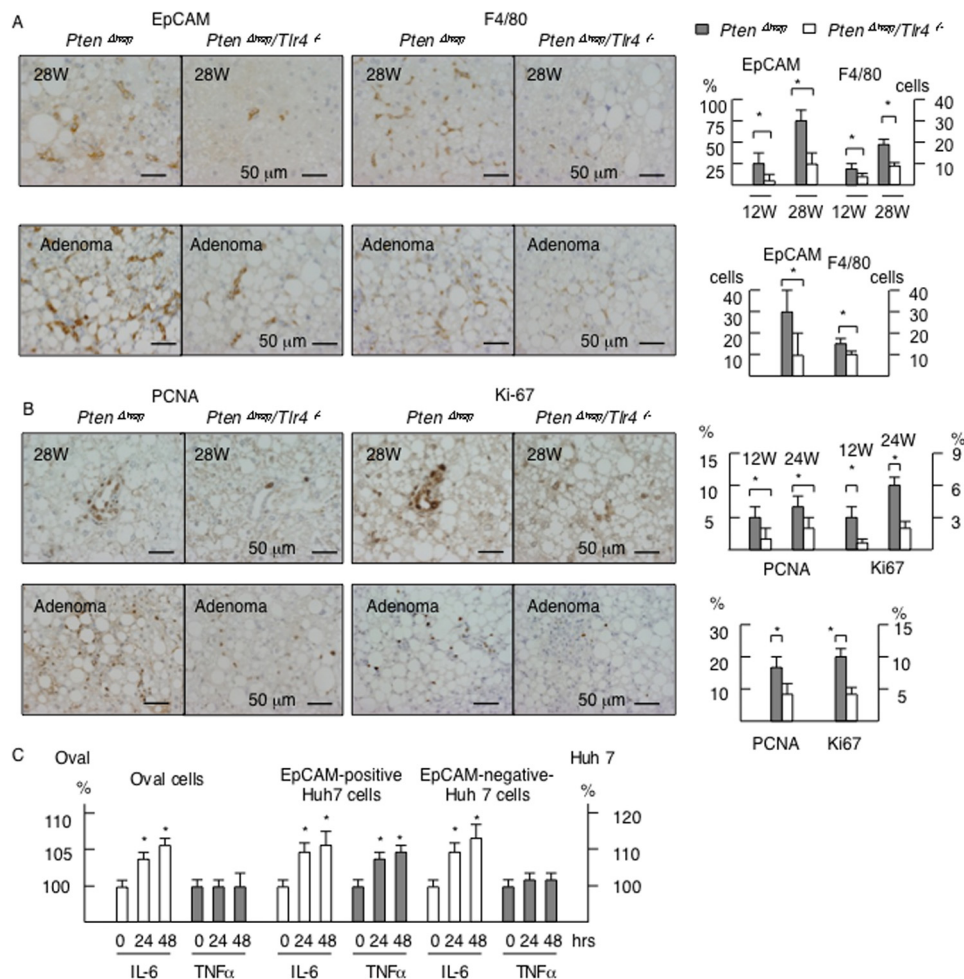 A
EpCAM F4/80
Pten Δhep Pten Δhep/Tlr4 -/- Pten Δhep Pten Δhep/Tlr4 -/-
28W 28W 28W 28W
50 μm 50 μm
Adenoma Adenoma Adenoma Adenoma
50 μm 50 μm
Pten Δhep Pten Δhep/Tlr4 -/-
EpCAM F4/80
% cells
100 40
75 30
50 20
25 10
* * * *
12W 28W 12W 28W
EpCAM F4/80
cells cells
40 40
30 30
20 20
10 10
* *
B
PCNA Ki-67
Pten Δhep Pten Δhep/Tlr4 -/- Pten Δhep Pten Δhep/Tlr4 -/-
28W 28W 28W 28W
50 μm 50 μm
Adenoma Adenoma Adenoma Adenoma
50 μm 50 μm
% %
12W 24W 12W 24W
15 9
10 6
5 3
* * * *
PCNA Ki67
% %
30 15
20 10
10 5
* *
PCNA Ki67
C
Oval Huh 7
Oval cells
EpCAM-positive
Huh7 cells
EpCAM-negative-
Huh 7 cells
% %
110 120
105 110
100 100
* * * * * * * *
0 24 48 0 24 48 0 24 48 0 24 48 0 24 48 0 24 48 hrs
IL-6 TNFα IL-6 TNFα IL-6 TNFα